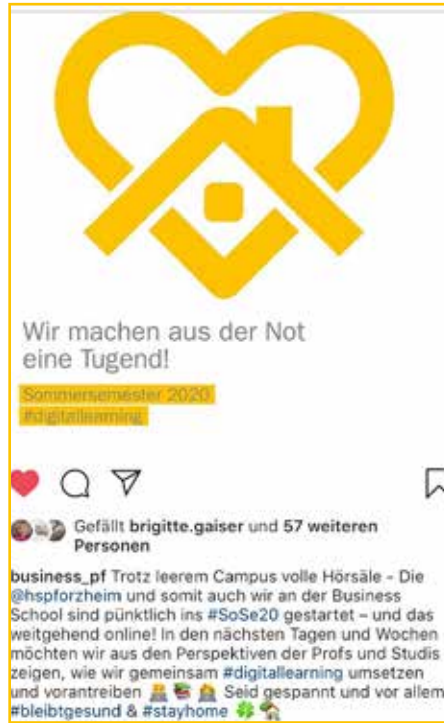 Wir machen aus der Not
eine Tugend!
Sommersemester 2020
#digitallearning
Gefällt brigitte.gaiser und 57 weiteren
Personen
business_pf Trotz leerem Campus volle Hörsäle – Die
@hspforzheim und somit auch wir an der Business
School sind pünktlich ins #SoSe20 gestartet – und das
weitgehend online! In den nächsten Tagen und Wochen
möchten wir aus den Perspektiven der Profs und Studis
zeigen, wie wir gemeinsam #digitallearning umsetzen
und vorantreiben 👩‍💻 📚 👩‍💻 Seid gespannt und vor allem
#bleibtgesund & #stayhome 🍀 🏡